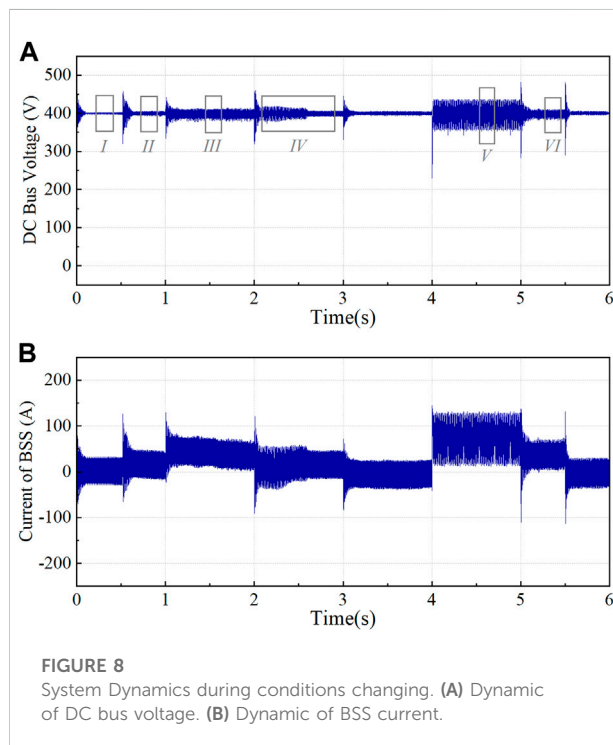 A
DC Bus Voltage (V)
500
400
300
200
100
0
I
II
III
IV
V
VI
0 1 2 3 4 5 6
Time(s)
B
Current of BSS (A)
200
100
0
-100
-200
0 1 2 3 4 5 6
Time(s)
FIGURE 8
System Dynamics during conditions changing. (A) Dynamic
of DC bus voltage. (B) Dynamic of BSS current.